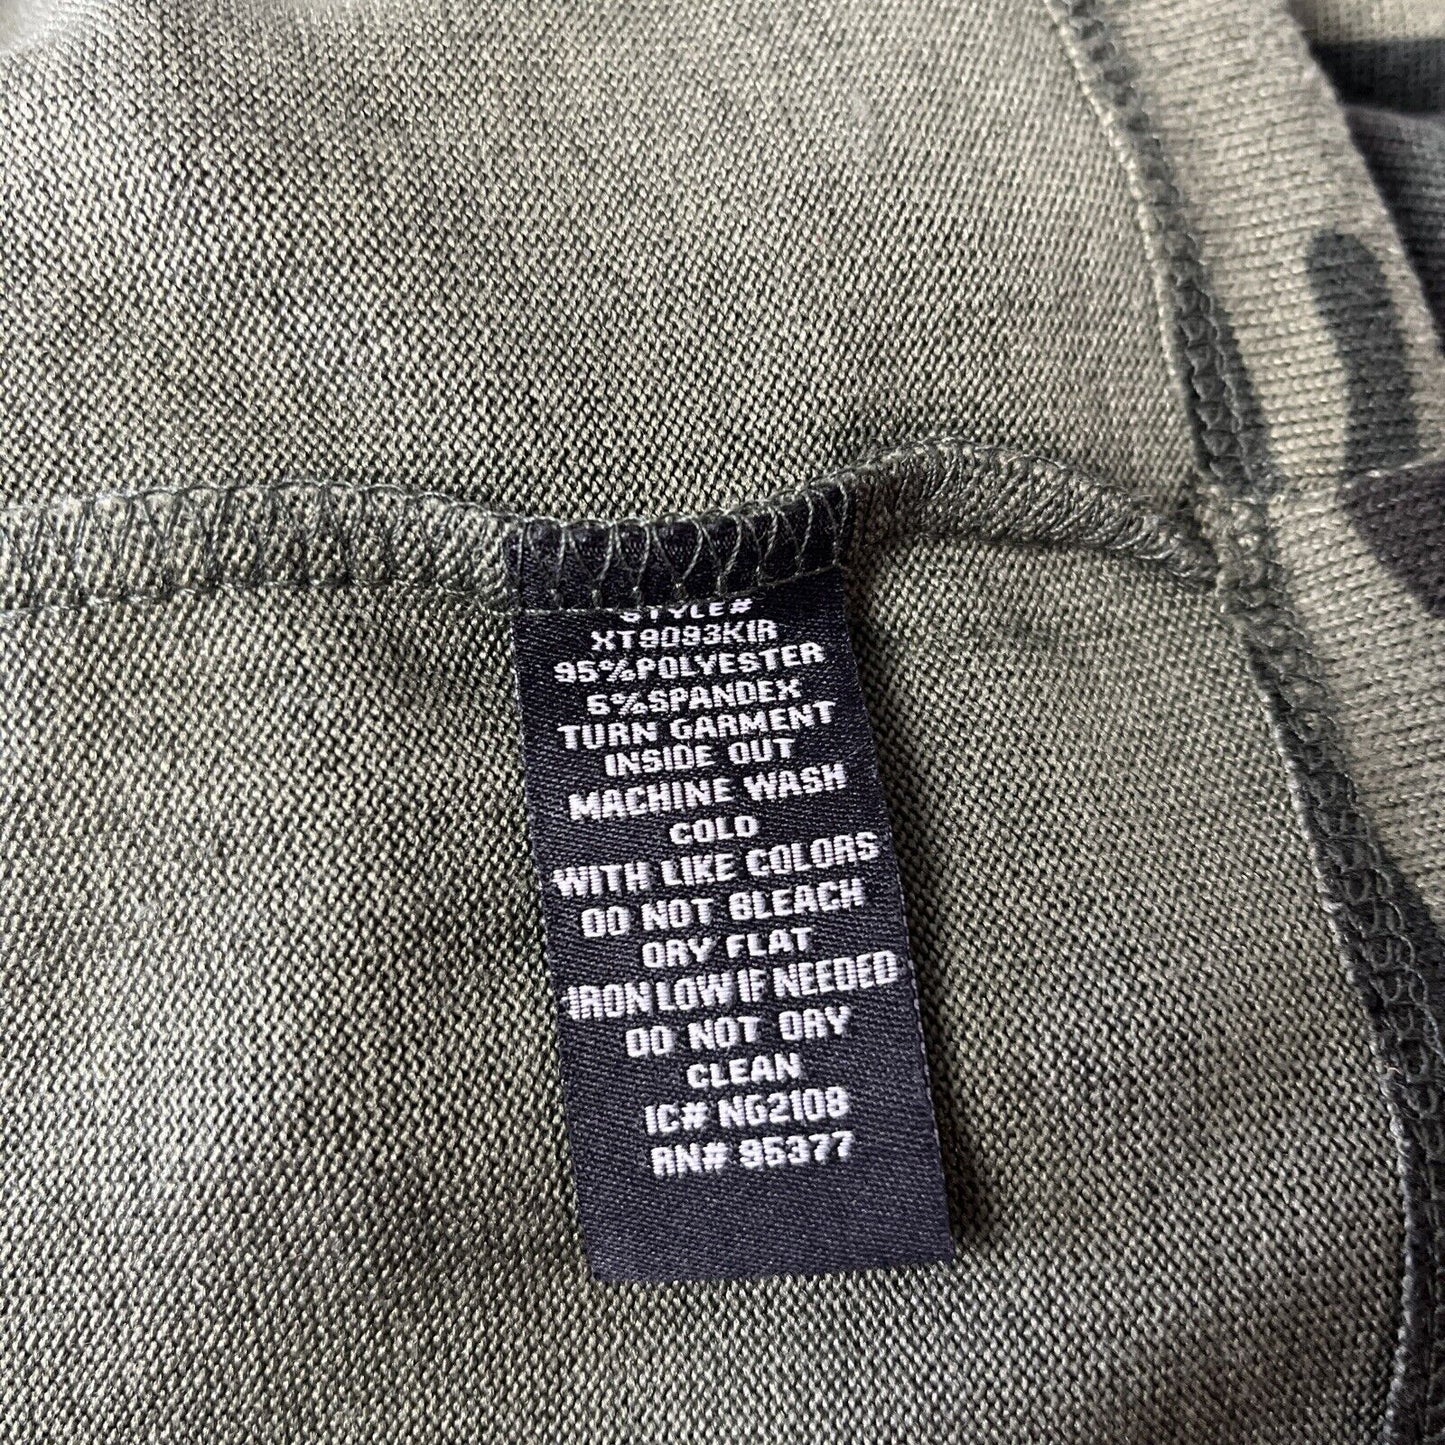 STYLE#
XT9093KIR
95%POLYESTER
5%SPANDEX
TURN GARMENT
INSIDE OUT
MACHINE WASH
COLD
WITH LIKE COLORS
DO NOT BLEACH
DRY FLAT
IRON LOW IF NEEDED
DO NOT DRY
CLEAN
IC# NG2108
RN# 95377